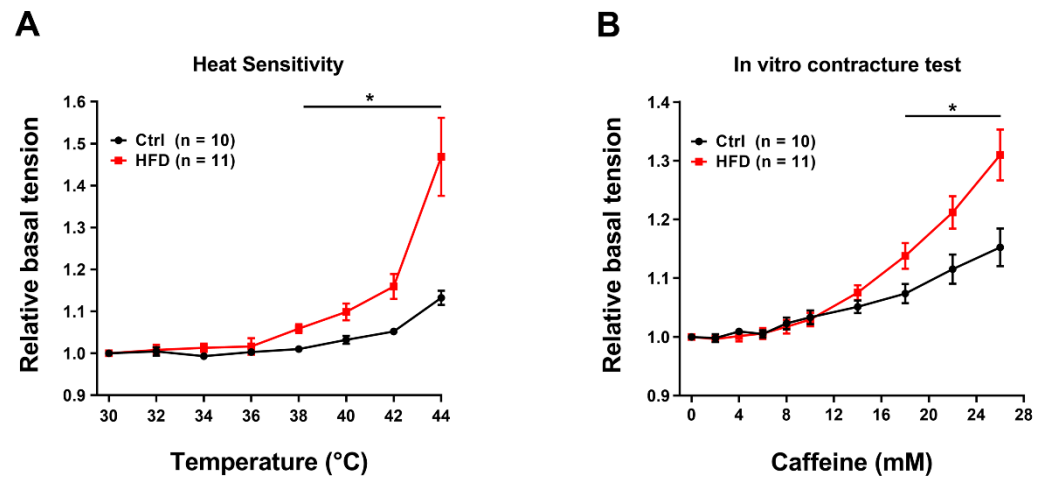 A
Heat Sensitivity
*
Ctrl (n = 10)
HFD (n = 11)
Relative basal tension
1.6
1.5
1.4
1.3
1.2
1.1
1.0
0.9
30 32 34 36 38 40 42 44
Temperature (°C)
B
In vitro contracture test
*
Ctrl (n = 10)
HFD (n = 11)
Relative basal tension
1.4
1.3
1.2
1.1
1.0
0.9
0 4 8 12 16 20 24 28
Caffeine (mM)